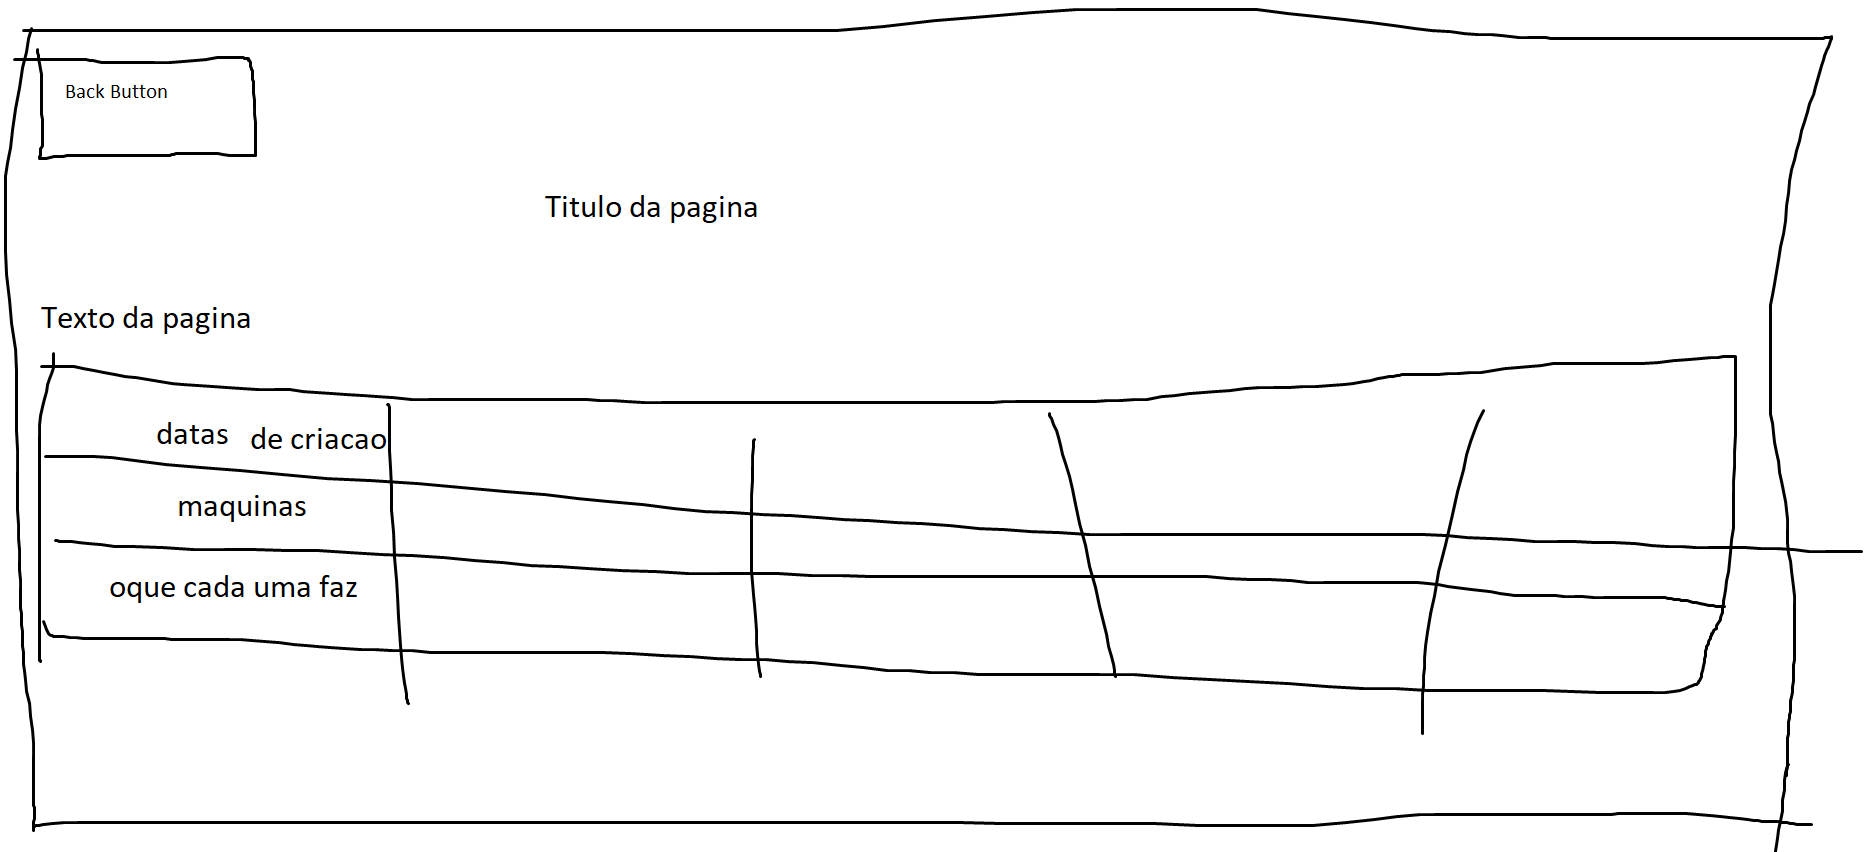 Back Button
Titulo da pagina
Texto da pagina
datas de criacao
maquinas
oque cada uma faz